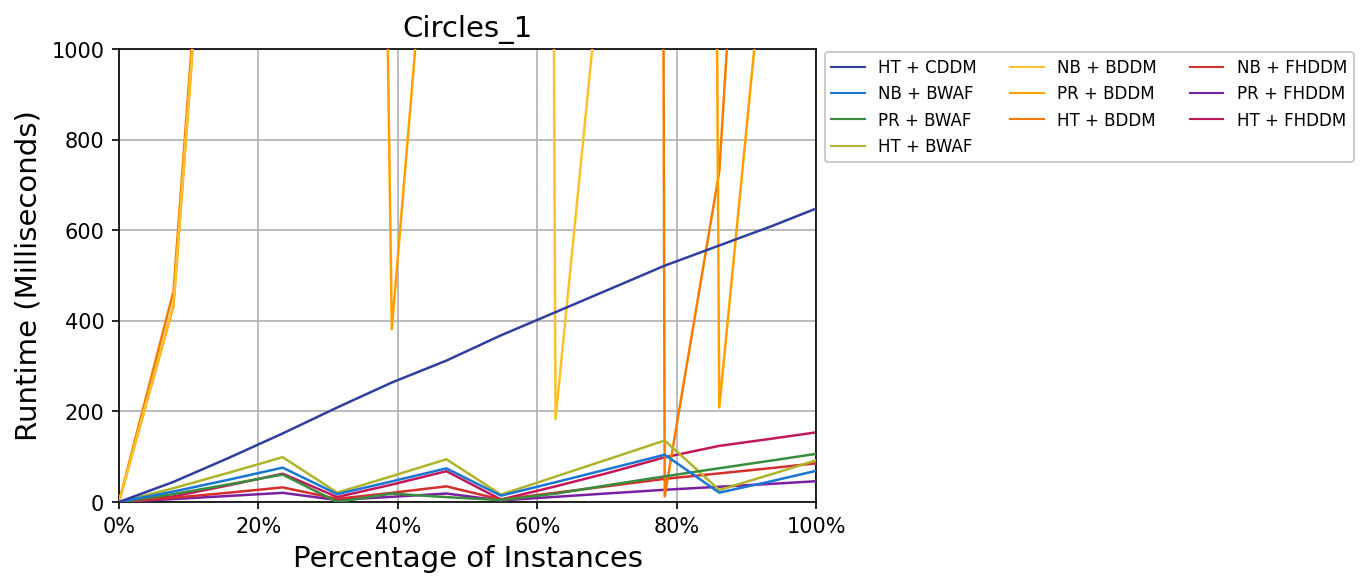 Circles_1
1000
800
600
400
200
0
Runtime (Milliseconds)
0% 20% 40% 60% 80% 100%
Percentage of Instances
HT + CDDM NB + BDDM NB + FHDDM
NB + BWAF PR + BDDM PR + FHDDM
PR + BWAF HT + BDDM HT + FHDDM
HT + BWAF